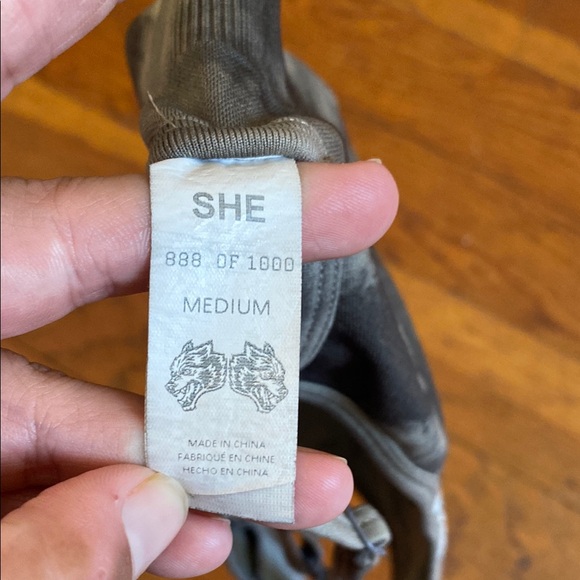 SHE
888 OF 1000
MEDIUM
MADE IN CHINA
FABRIQUÉ EN CHINE
HECHO EN CHINA